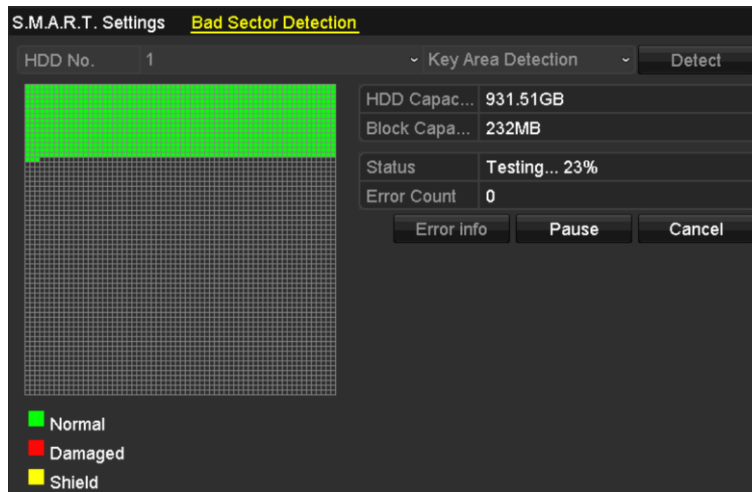 S.M.A.R.T. Settings Bad Sector Detection
HDD No. 1 Key Area Detection Detect
HDD Capac... 931.51GB
Block Capa... 232MB
Status Testing... 23%
Error Count 0
Error info Pause Cancel
Normal
Damaged
Shield